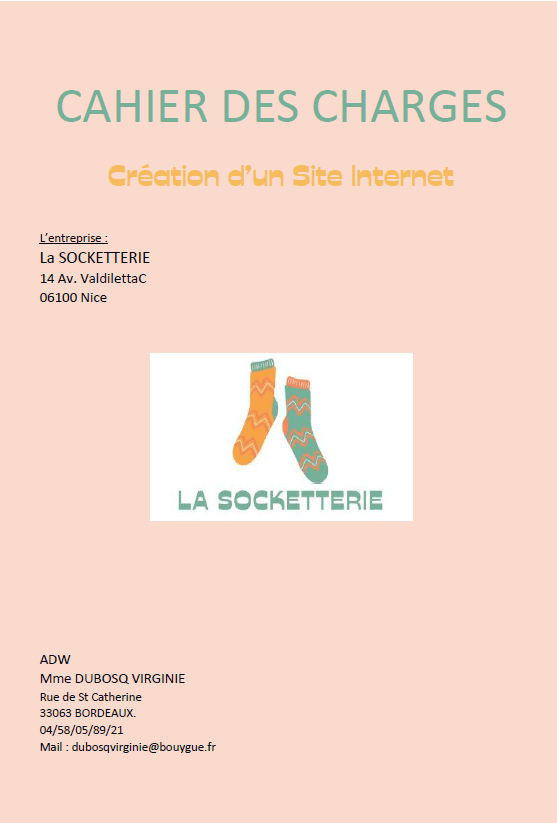 CAHIER DES CHARGES
Création d'un Site Internet
L'entreprise :
La SOCKETTERIE
14 Av. ValdilettaC
06100 Nice
LA SOCKETTERIE
ADW
Mme DUBOSQ VIRGINIE
Rue de St Catherine
33063 BORDEAUX.
04/58/05/89/21
Mail : dubosqvirginie@bouygue.fr